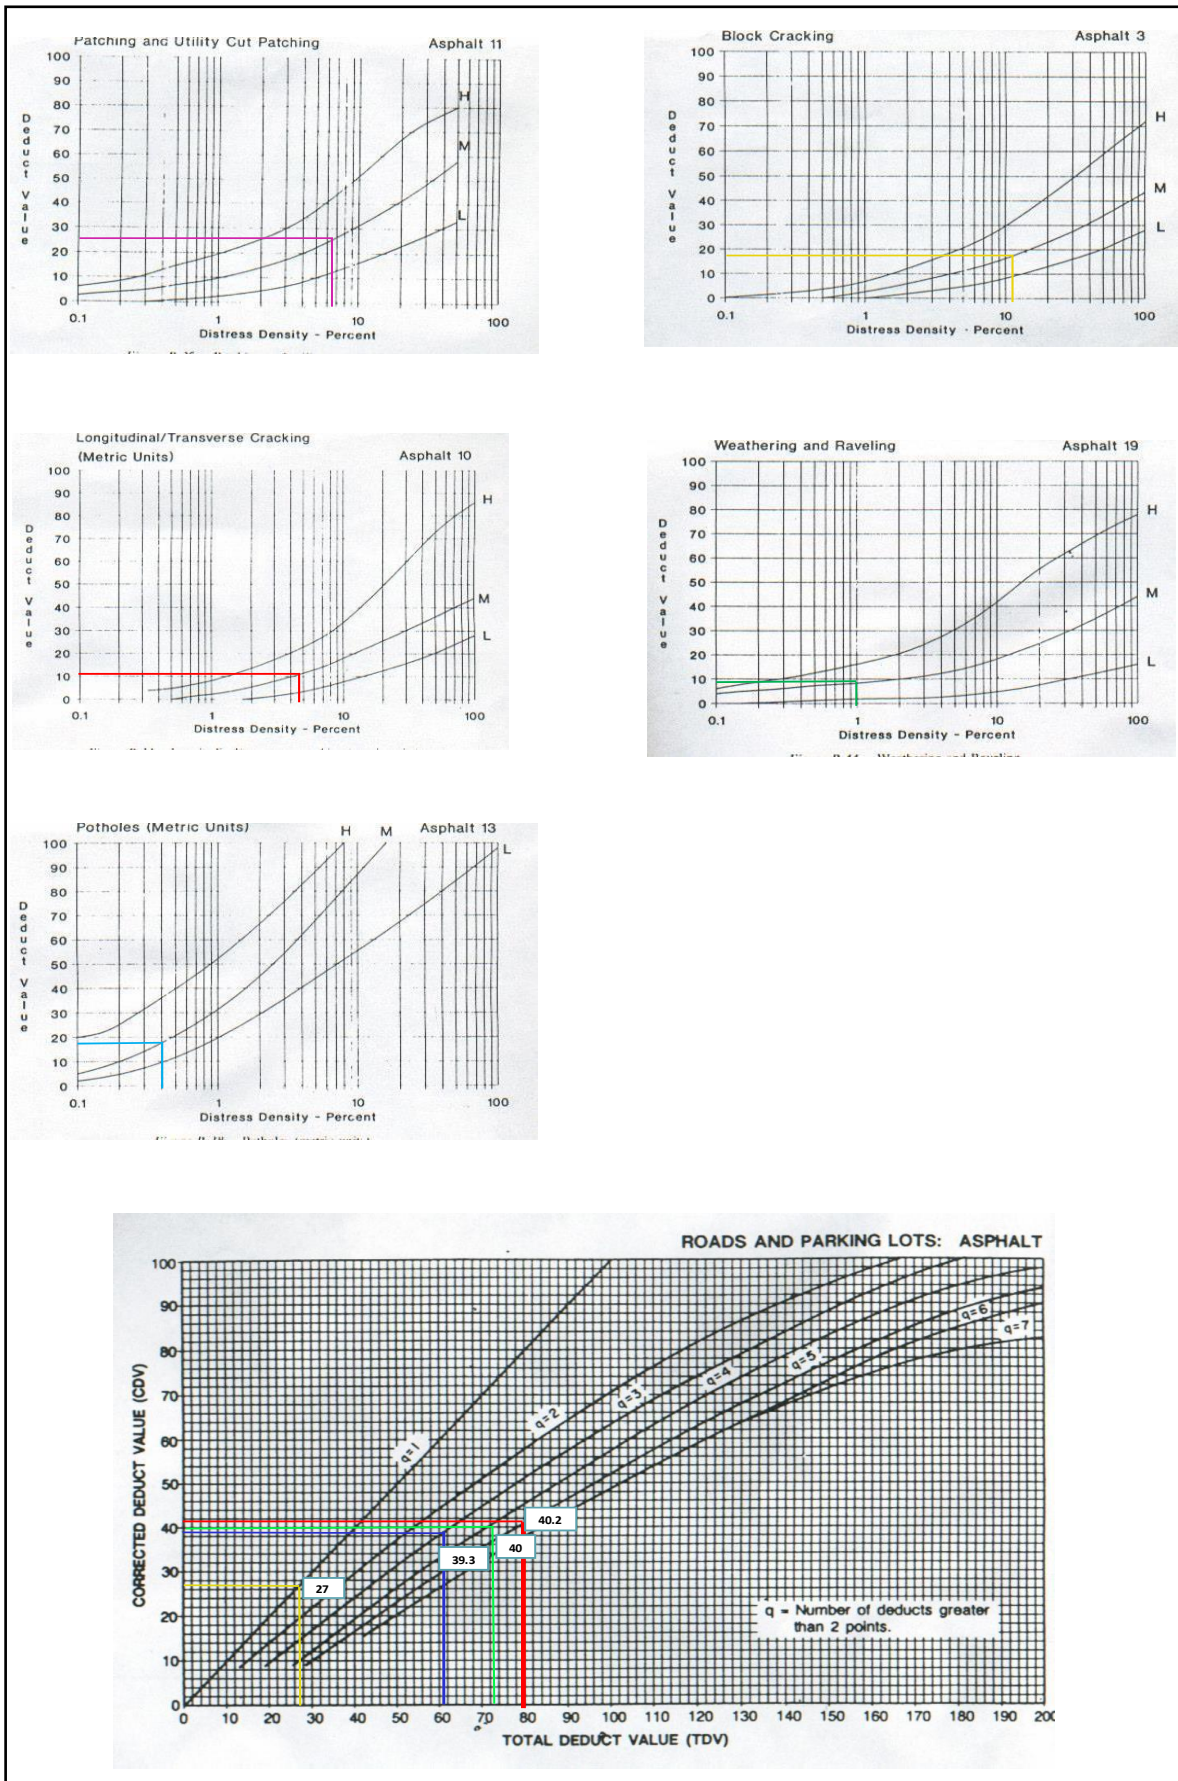 Patching and Utility Cut Patching Asphalt 11
100
90
80
70
60
50
40
30
20
10
0
Deduct Value
H
M
L
0.1 1 10 100
Distress Density - Percent
Block Cracking Asphalt 3
100
90
80
70
60
50
40
30
20
10
0
Deduct Value
H
M
L
0.1 1 10 100
Distress Density - Percent
Longitudinal/Transverse Cracking
(Metric Units) Asphalt 10
100
90
80
70
60
50
40
30
20
10
0
Deduct Value
H
M
L
0.1 1 10 100
Distress Density - Percent
Weathering and Raveling Asphalt 19
100
90
80
70
60
50
40
30
20
10
0
Deduct Value
H
M
L
0.1 1 10 100
Distress Density - Percent
Potholes (Metric Units) H M Asphalt 13
L
100
90
80
70
60
50
40
30
20
10
0
Deduct Value
0.1 1 10 100
Distress Density - Percent
ROADS AND PARKING LOTS: ASPHALT
100
90
80
70
60
50
40
30
20
10
0
CORRECTED DEDUCT VALUE (CDV)
q=1
q=2
q=3
q=4
q=5
q=6
q=7
40.2
40
39.3
27
q = Number of deducts greater
than 2 points.
0 10 20 30 40 50 60 70 80 90 100 110 120 130 140 150 160 170 180 190 200
TOTAL DEDUCT VALUE (TDV)